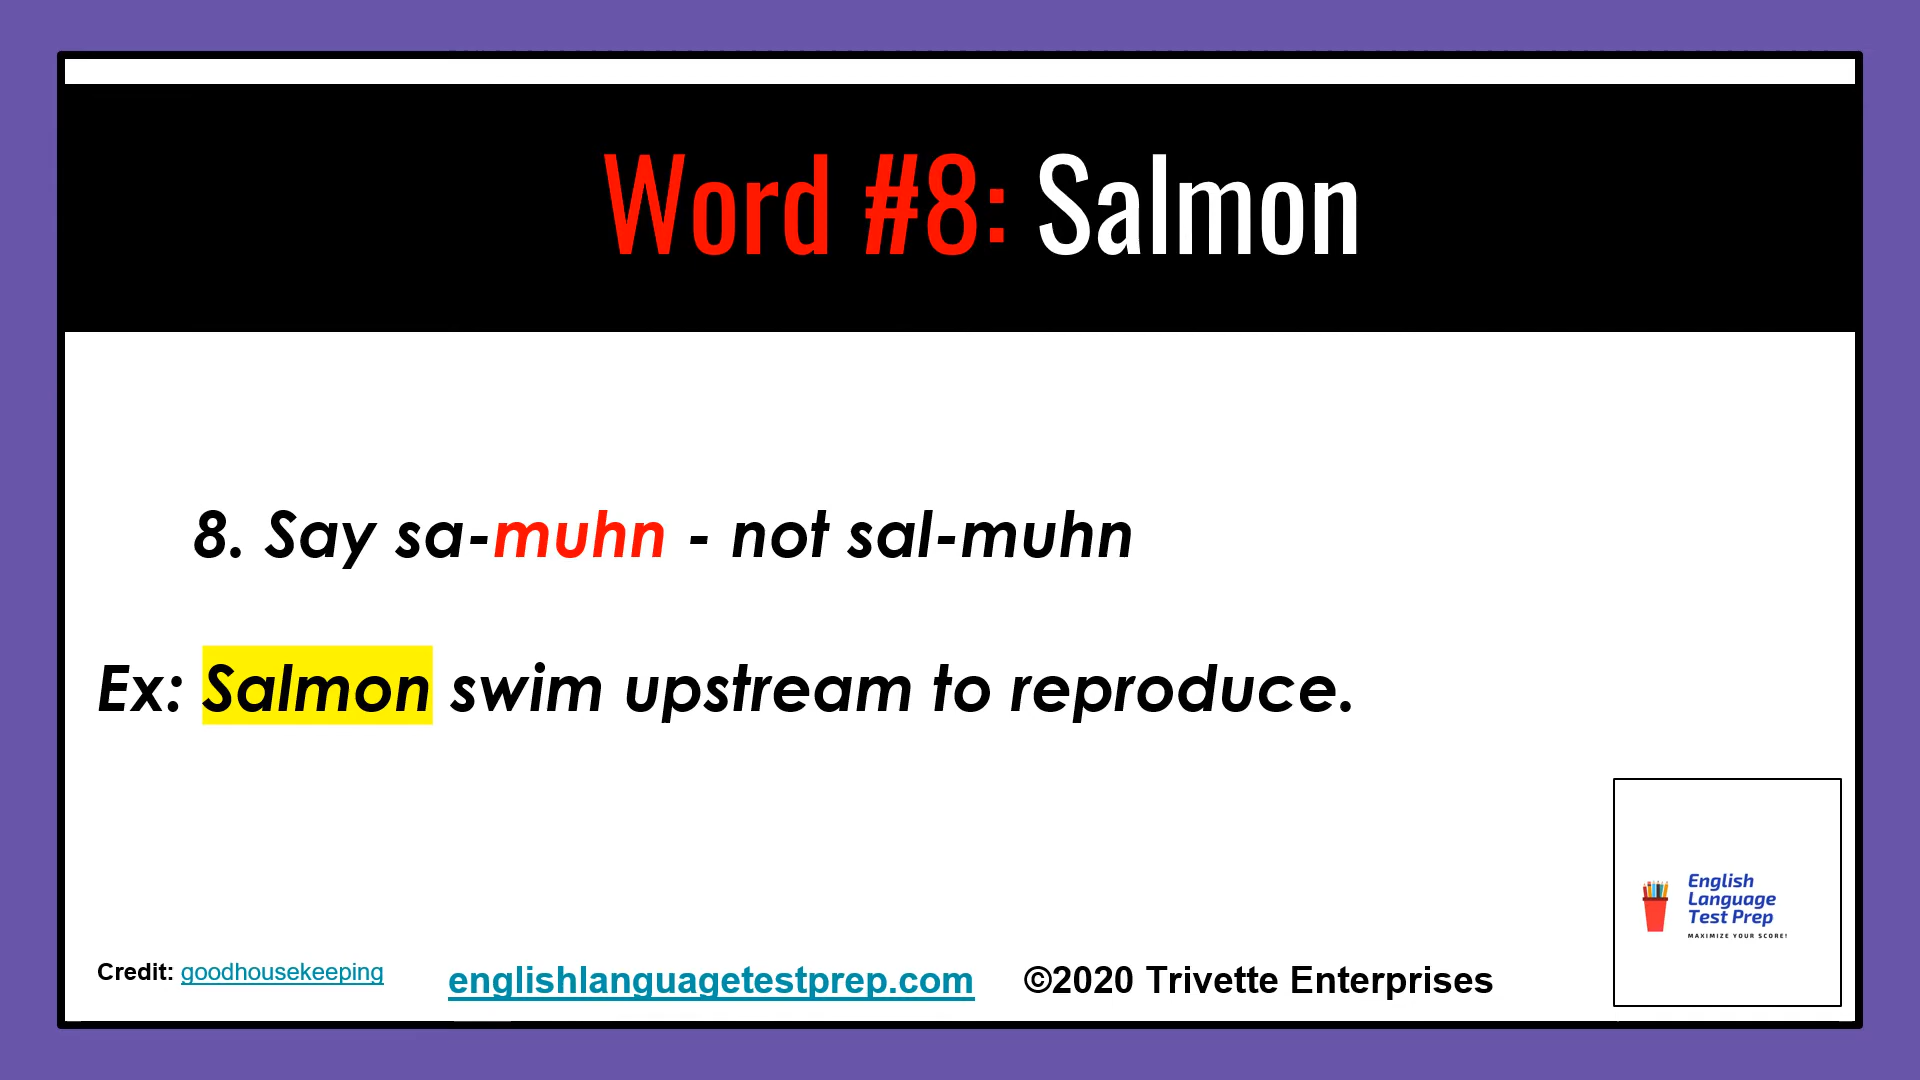 Word #8: Salmon
8. Say sa-muhn - not sal-muhn
Ex: Salmon swim upstream to reproduce.
English
Language
Test Prep
MAXIMIZE YOUR SCORE!
Credit: goodhousekeeping
englishlanguagetestprep.com
©2020 Trivette Enterprises